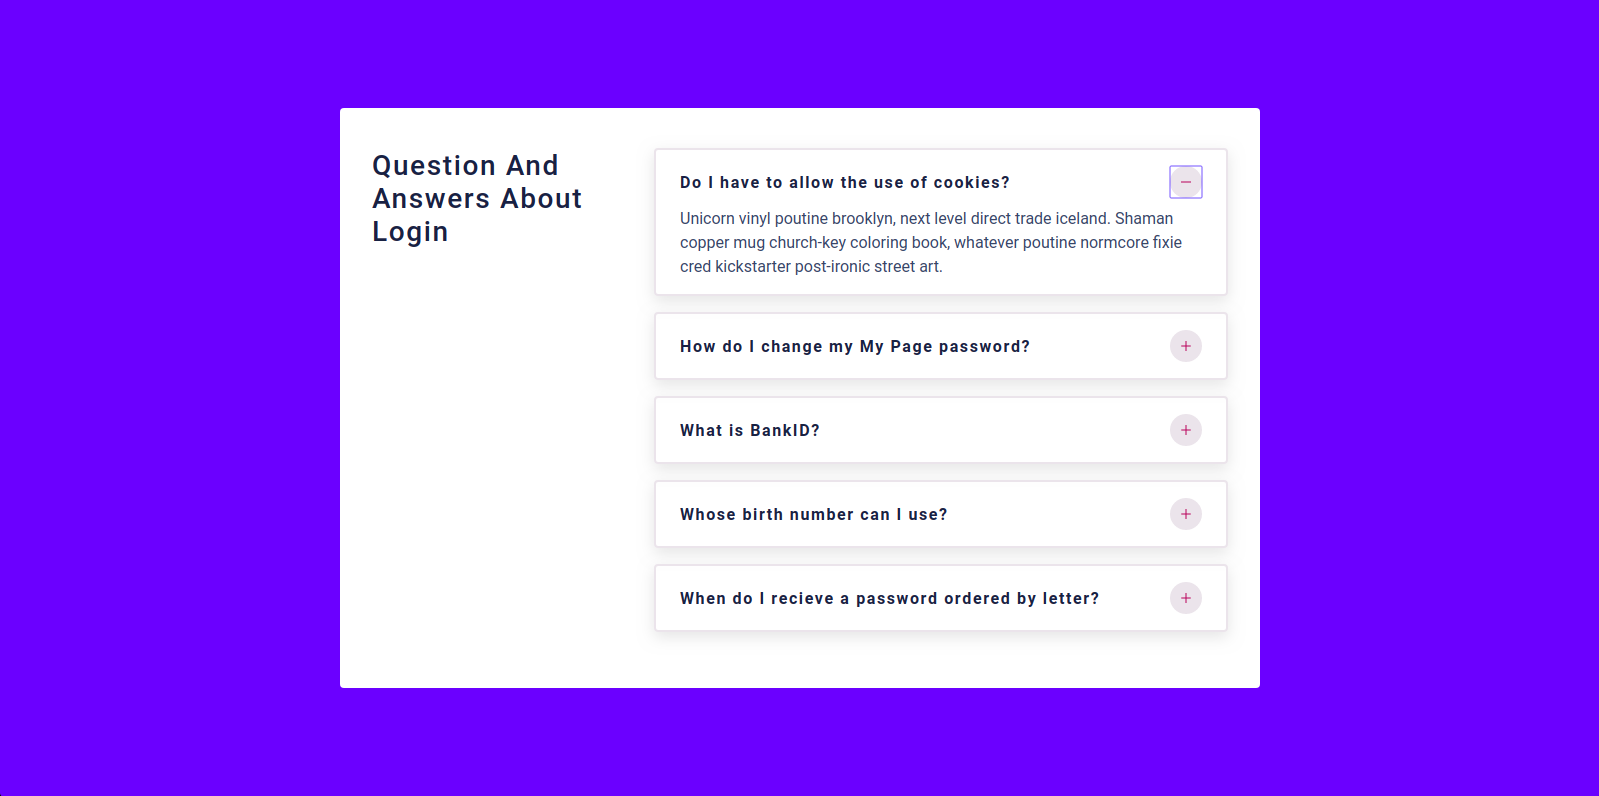 Question And
Answers About
Login
Do I have to allow the use of cookies?
Unicorn vinyl poutine brooklyn, next level direct trade iceland. Shaman
copper mug church-key coloring book, whatever poutine normcore fixie
cred kickstarter post-ironic street art.
How do I change my My Page password?
What is BankID?
Whose birth number can I use?
When do I recieve a password ordered by letter?